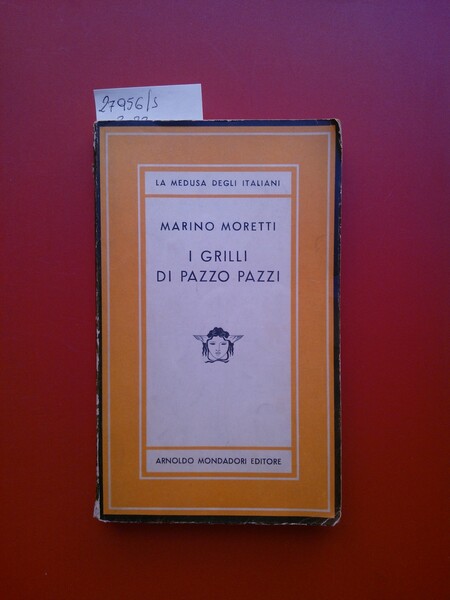 27956/s
LA MEDUSA DEGLI ITALIANI
MARINO MORETTI
I GRILLI
DI PAZZO PAZZI
ARNOLDO MONDADORI EDITORE